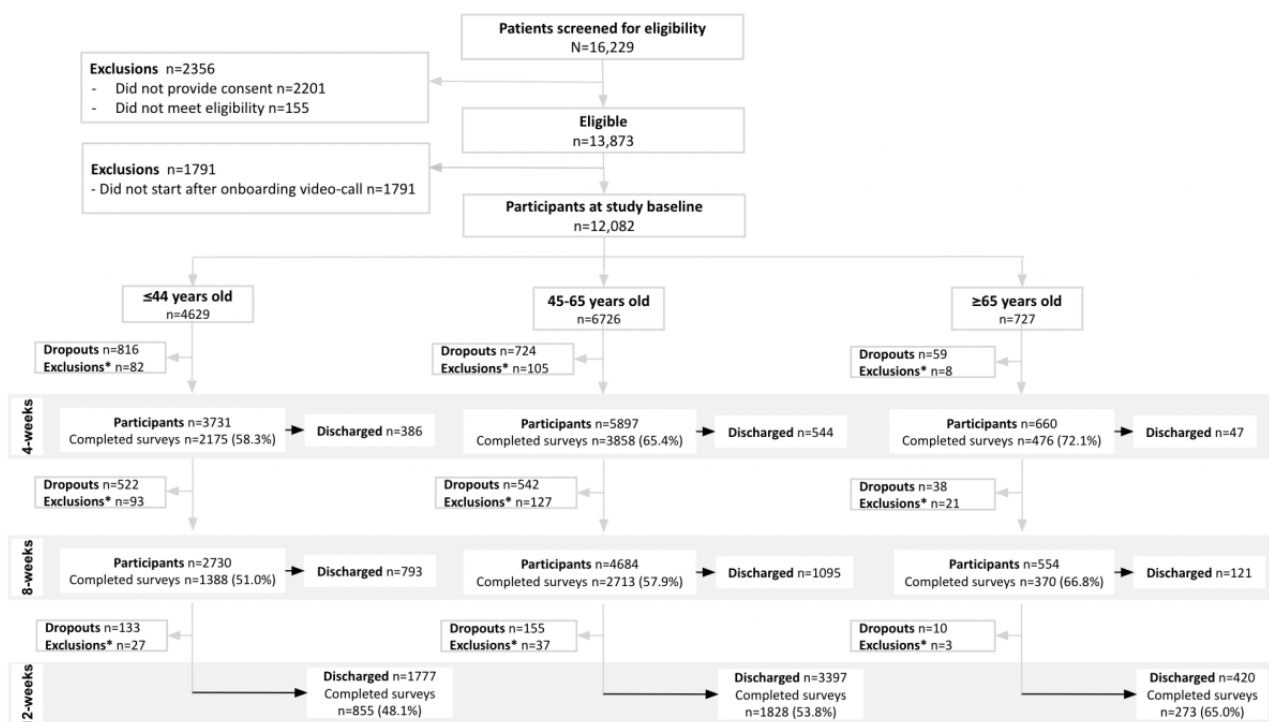 Patients screened for eligibility
N=16,229
Exclusions n=2356
- Did not provide consent n=2201
- Did not meet eligibility n=155
Eligible
n=13,873
Exclusions n=1791
- Did not start after onboarding video-call n=1791
Participants at study baseline
n=12,082
≤44 years old
n=4629
45-65 years old
n=6726
≥65 years old
n=727
Dropouts n=816
Exclusions* n=82
Dropouts n=724
Exclusions* n=105
Dropouts n=59
Exclusions* n=8
4-weeks
Participants n=3731
Completed surveys n=2175 (58.3%)
Discharged n=386
Participants n=5897
Completed surveys n=3858 (65.4%)
Discharged n=544
Participants n=660
Completed surveys n=476 (72.1%)
Discharged n=47
Dropouts n=522
Exclusions* n=93
Dropouts n=542
Exclusions* n=127
Dropouts n=38
Exclusions* n=21
8-weeks
Participants n=2730
Completed surveys n=1388 (51.0%)
Discharged n=793
Participants n=4684
Completed surveys n=2713 (57.9%)
Discharged n=1095
Participants n=554
Completed surveys n=370 (66.8%)
Discharged n=121
Dropouts n=133
Exclusions* n=27
Dropouts n=155
Exclusions* n=37
Dropouts n=10
Exclusions* n=3
12-weeks
Discharged n=1777
Completed surveys
n=855 (48.1%)
Discharged n=3397
Completed surveys
n=1828 (53.8%)
Discharged n=420
Completed surveys
n=273 (65.0%)